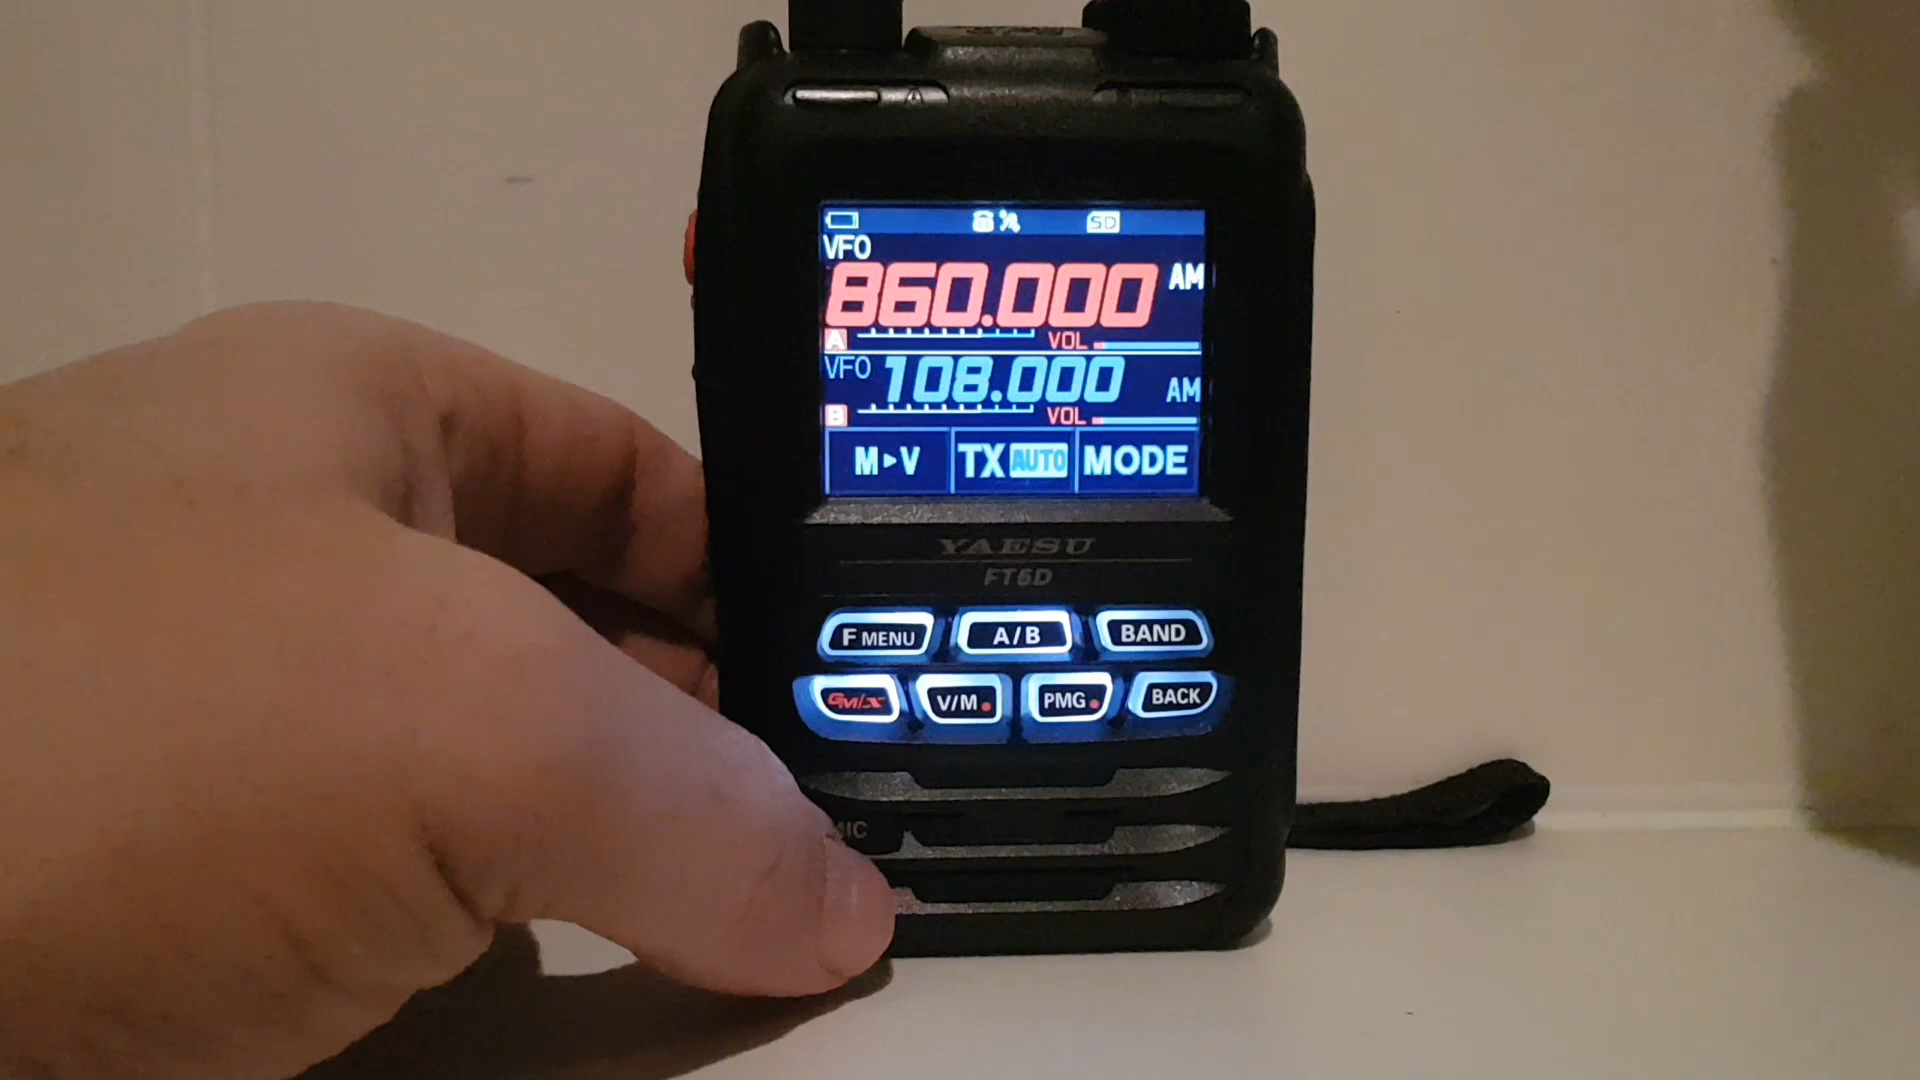 SD
VFO
860.000 AM
A VOL
VFO 108.000 AM
B VOL
M▸V TX AUTO MODE
YAESU
FT5D
F MENU A/B BAND
GM/X V/M PMG BACK
MIC